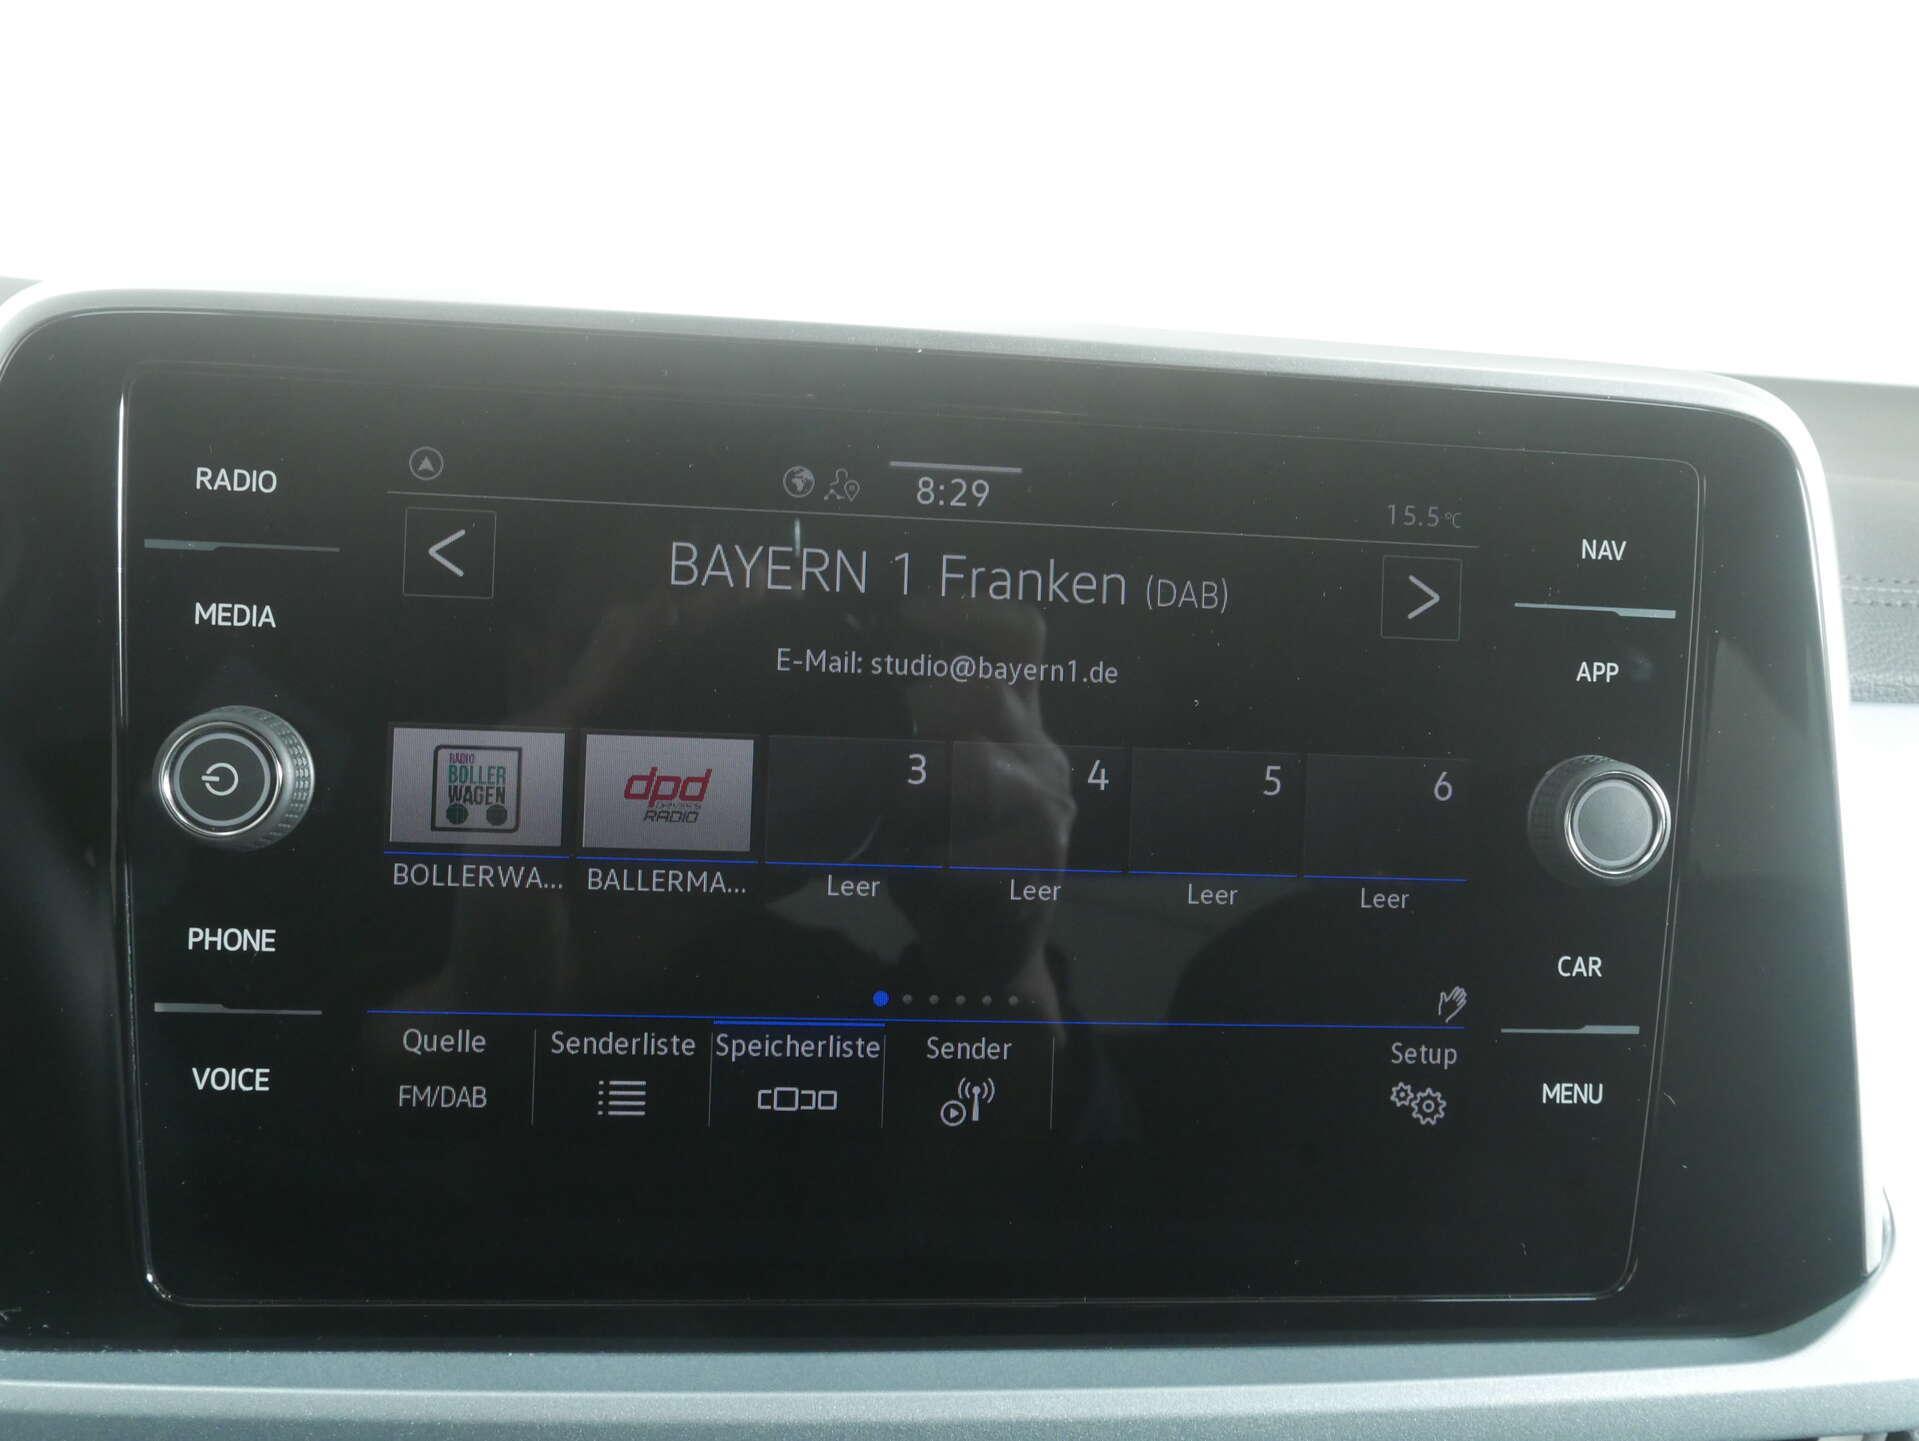 RADIO
MEDIA
PHONE
VOICE
8:29
15.5°C
BAYERN 1 Franken (DAB)
E-Mail: studio@bayern1.de
RADIO
BOLLER
WAGEN
dpd
DRIVER'S
RADIO
3
4
5
6
BOLLERWA...
BALLERMA...
Leer
Leer
Leer
Leer
Quelle
FM/DAB
Senderliste
Speicherliste
Sender
Setup
NAV
APP
CAR
MENU